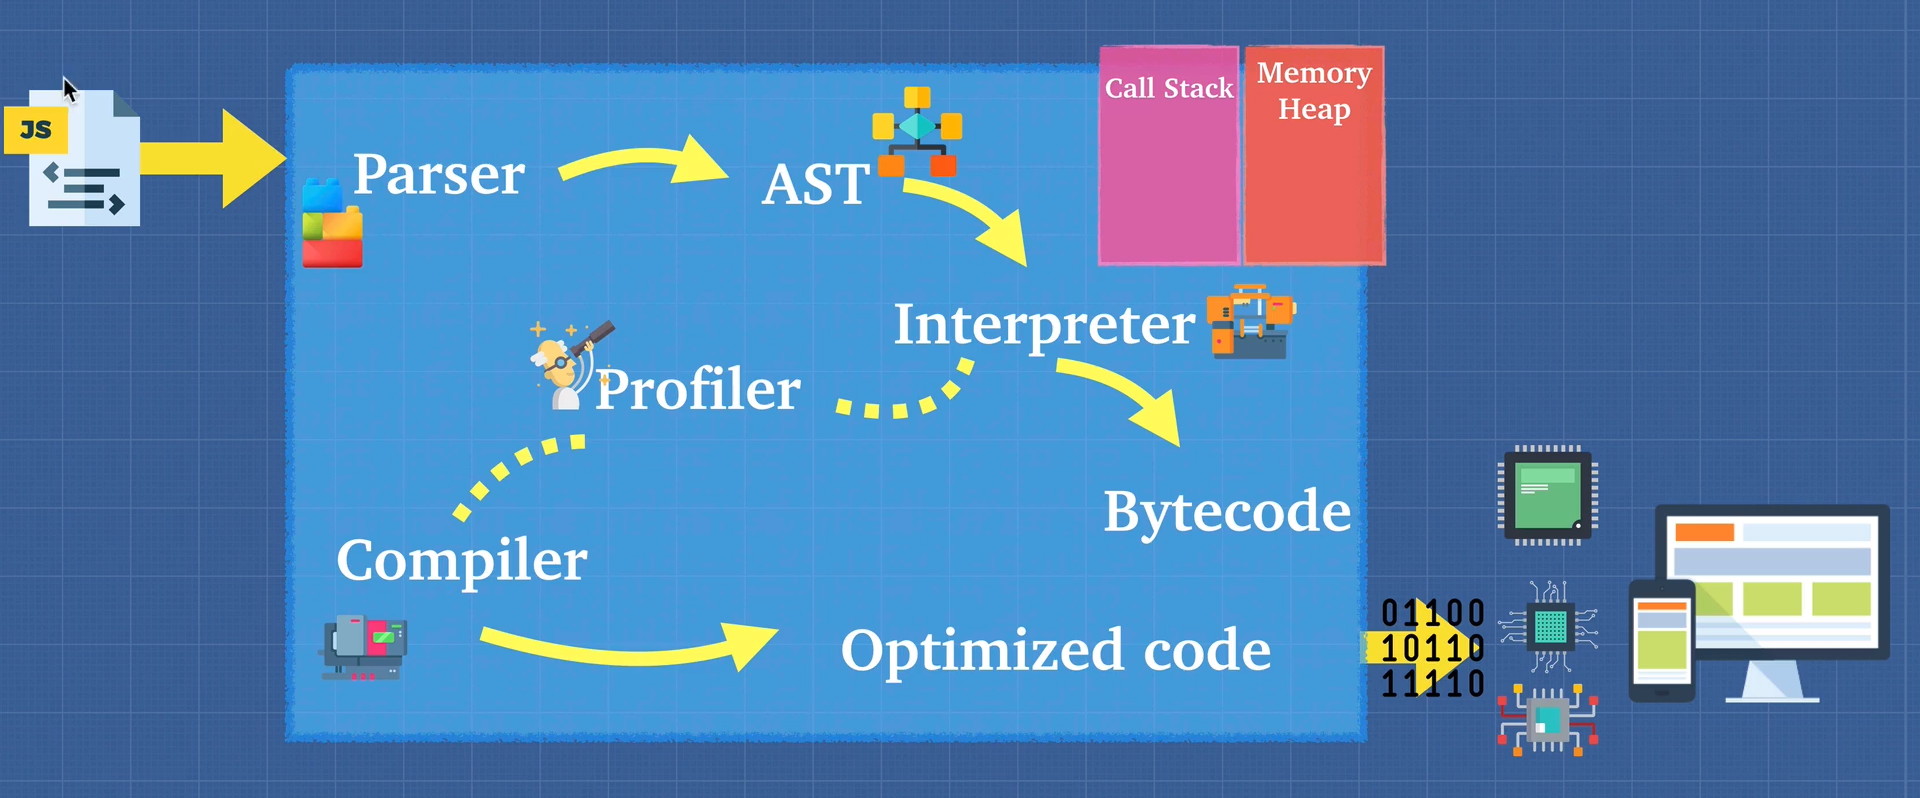 JS
Parser
AST
Call Stack
Memory
Heap
Interpreter
Profiler
Bytecode
Compiler
Optimized code
01100
10110
11110